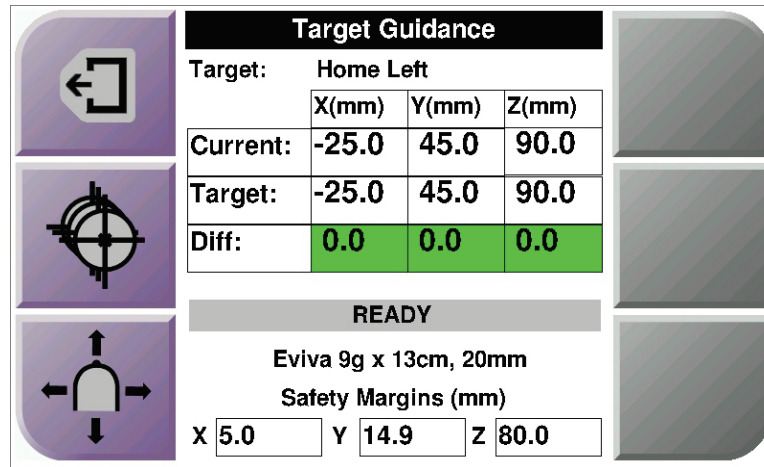 Target Guidance
Target: Home Left
X(mm) Y(mm) Z(mm)
Current: -25.0 45.0 90.0
Target: -25.0 45.0 90.0
Diff: 0.0 0.0 0.0
READY
Eviva 9g x 13cm, 20mm
Safety Margins (mm)
X 5.0 Y 14.9 Z 80.0